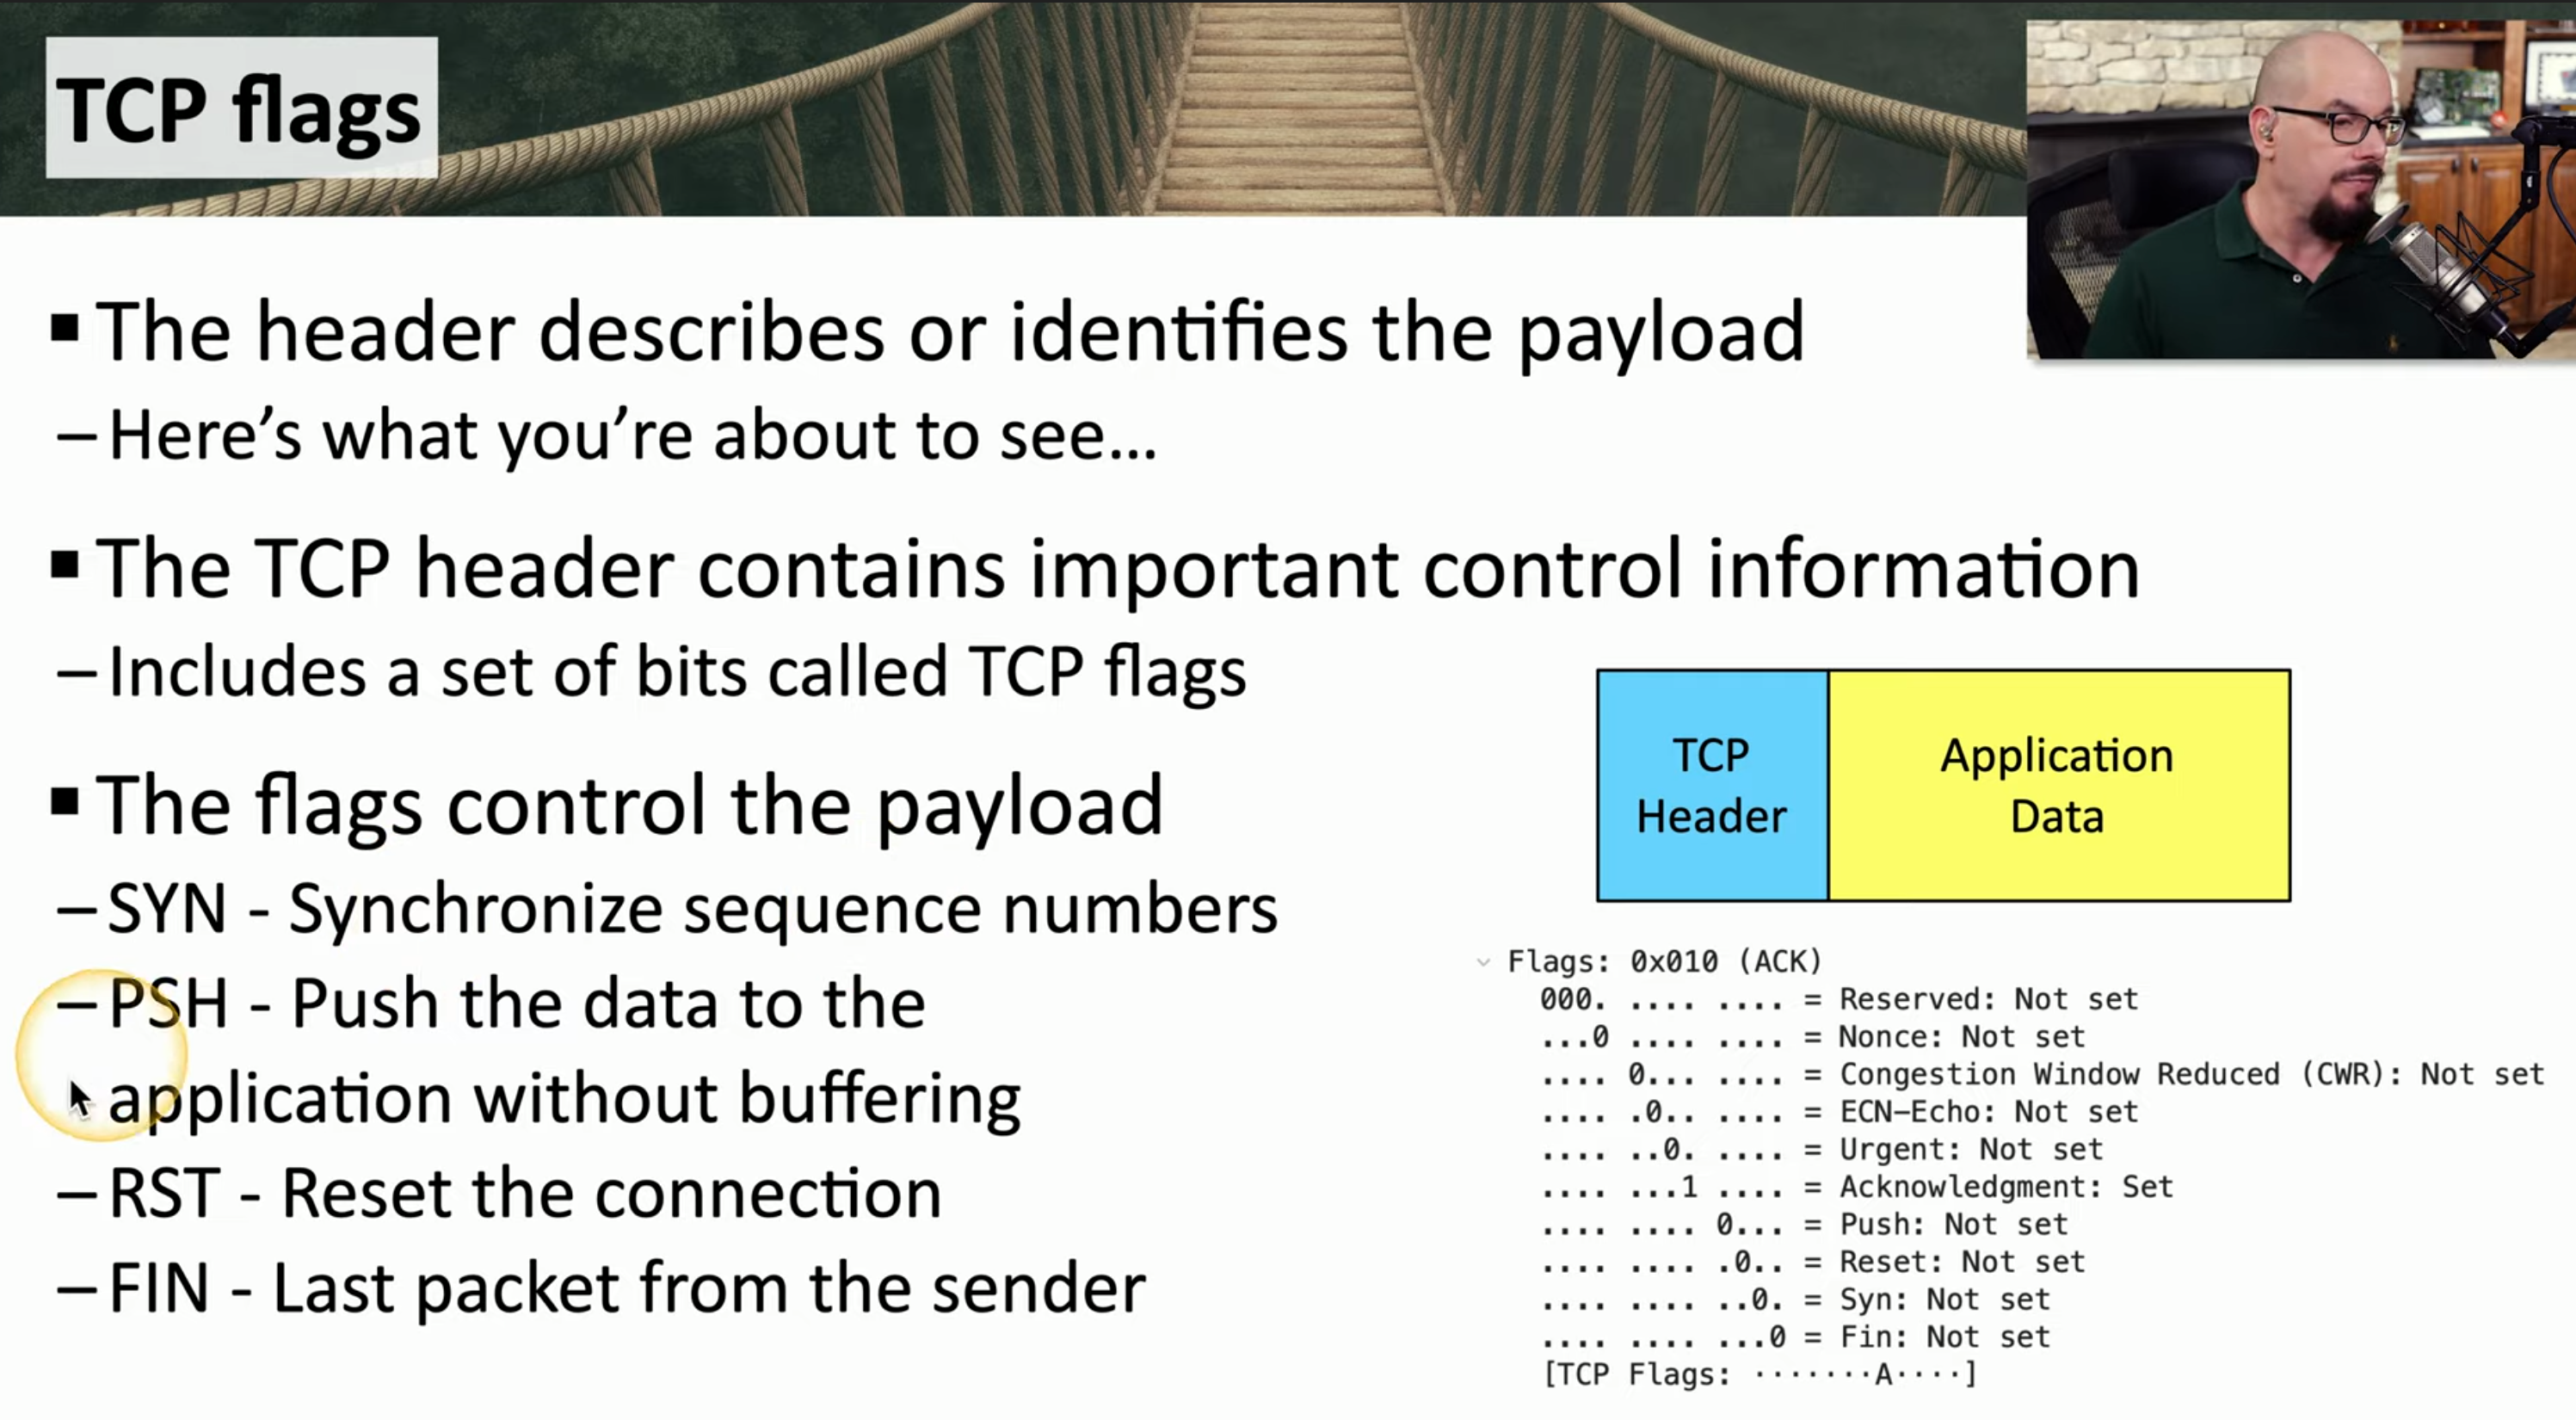 TCP flags
▪ The header describes or identifies the payload
– Here’s what you’re about to see…
▪ The TCP header contains important control information
– Includes a set of bits called TCP flags
▪ The flags control the payload
– SYN - Synchronize sequence numbers
– PSH - Push the data to the
application without buffering
– RST - Reset the connection
– FIN - Last packet from the sender
TCP
Header
Application
Data
Flags: 0x010 (ACK)
000. .... .... = Reserved: Not set
...0 .... .... = Nonce: Not set
.... 0... .... = Congestion Window Reduced (CWR): Not set
.... .0.. .... = ECN-Echo: Not set
.... ..0. .... = Urgent: Not set
.... ...1 .... = Acknowledgment: Set
.... .... 0... = Push: Not set
.... .... .0.. = Reset: Not set
.... .... ..0. = Syn: Not set
.... .... ...0 = Fin: Not set
[TCP Flags: ·······A····]